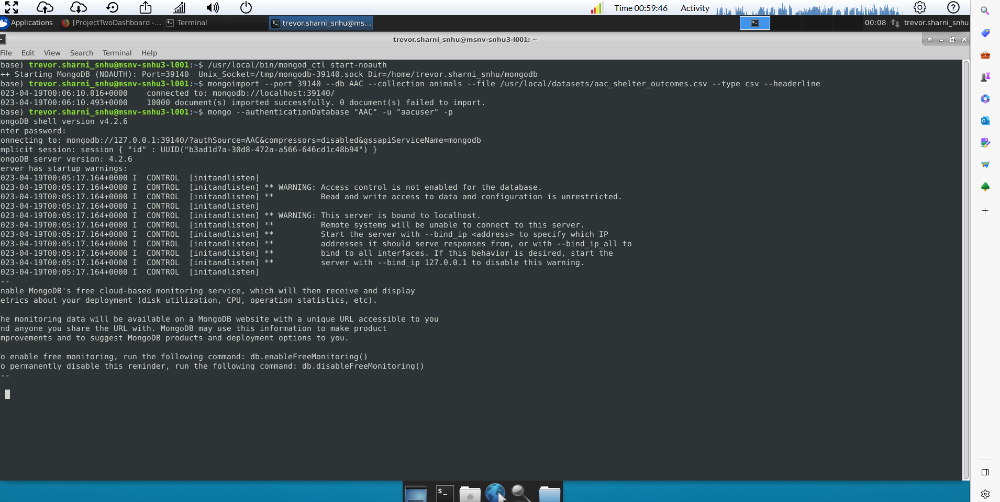 Time 00:59:46 Activity
Applications [ProjectTwoDashboard -... Terminal trevor.sharni_snhu@ms... 00:08 trevor.sharni_snhu
trevor.sharni_snhu@msnv-snhu3-l001: ~
File Edit View Search Terminal Help
base) trevor.sharni_snhu@msnv-snhu3-l001:~$ /usr/local/bin/mongod_ctl start-noauth
++ Starting MongoDB (NOAUTH): Port=39140  Unix_Socket=/tmp/mongodb-39140.sock Dir=/home/trevor.sharni_snhu/mongodb
base) trevor.sharni_snhu@msnv-snhu3-l001:~$ mongoimport --port 39140 --db AAC --collection animals --file /usr/local/datasets/aac_shelter_outcomes.csv --type csv --headerline
023-04-19T00:06:10.016+0000    connected to: mongodb://localhost:39140/
023-04-19T00:06:10.493+0000    10000 document(s) imported successfully. 0 document(s) failed to import.
base) trevor.sharni_snhu@msnv-snhu3-l001:~$ mongo --authenticationDatabase "AAC" -u "aacuser" -p
ongoDB shell version v4.2.6
nter password:
onnecting to: mongodb://127.0.0.1:39140/?authSource=AAC&compressors=disabled&gssapiServiceName=mongodb
mplicit session: session { "id" : UUID("b3ad1d7a-30d8-472a-a566-646cd1c48b94") }
ongoDB server version: 4.2.6
erver has startup warnings:
023-04-19T00:05:17.164+0000 I  CONTROL  [initandlisten]
023-04-19T00:05:17.164+0000 I  CONTROL  [initandlisten] ** WARNING: Access control is not enabled for the database.
023-04-19T00:05:17.164+0000 I  CONTROL  [initandlisten] **          Read and write access to data and configuration is unrestricted.
023-04-19T00:05:17.164+0000 I  CONTROL  [initandlisten]
023-04-19T00:05:17.164+0000 I  CONTROL  [initandlisten] ** WARNING: This server is bound to localhost.
023-04-19T00:05:17.164+0000 I  CONTROL  [initandlisten] **          Remote systems will be unable to connect to this server.
023-04-19T00:05:17.164+0000 I  CONTROL  [initandlisten] **          Start the server with --bind_ip <address> to specify which IP
023-04-19T00:05:17.164+0000 I  CONTROL  [initandlisten] **          addresses it should serve responses from, or with --bind_ip_all to
023-04-19T00:05:17.164+0000 I  CONTROL  [initandlisten] **          bind to all interfaces. If this behavior is desired, start the
023-04-19T00:05:17.164+0000 I  CONTROL  [initandlisten] **          server with --bind_ip 127.0.0.1 to disable this warning.
023-04-19T00:05:17.164+0000 I  CONTROL  [initandlisten]
--
nable MongoDB's free cloud-based monitoring service, which will then receive and display
etrics about your deployment (disk utilization, CPU, operation statistics, etc).
he monitoring data will be available on a MongoDB website with a unique URL accessible to you
nd anyone you share the URL with. MongoDB may use this information to make product
mprovements and to suggest MongoDB products and deployment options to you.
o enable free monitoring, run the following command: db.enableFreeMonitoring()
o permanently disable this reminder, run the following command: db.disableFreeMonitoring()
--